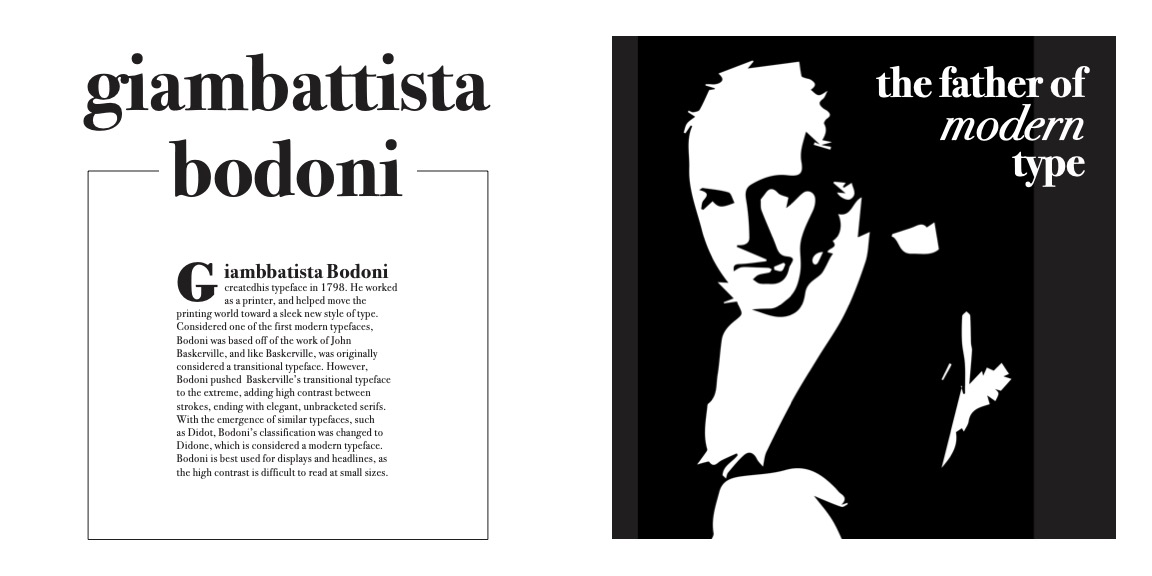 giambattista
bodoni
Giambbatista Bodoni
createdhis typeface in 1798. He worked
as a printer, and helped move the
printing world toward a sleek new style of type.
Considered one of the first modern typefaces,
Bodoni was based off of the work of John
Baskerville, and like Baskerville, was originally
considered a transitional typeface. However,
Bodoni pushed Baskerville's transitional typeface
to the extreme, adding high contrast between
strokes, ending with elegant, unbracketed serifs.
With the emergence of similar typefaces, such
as Didot, Bodoni's classification was changed to
Didone, which is considered a modern typeface.
Bodoni is best used for displays and headlines, as
the high contrast is difficult to read at small sizes.
the father of
modern
type